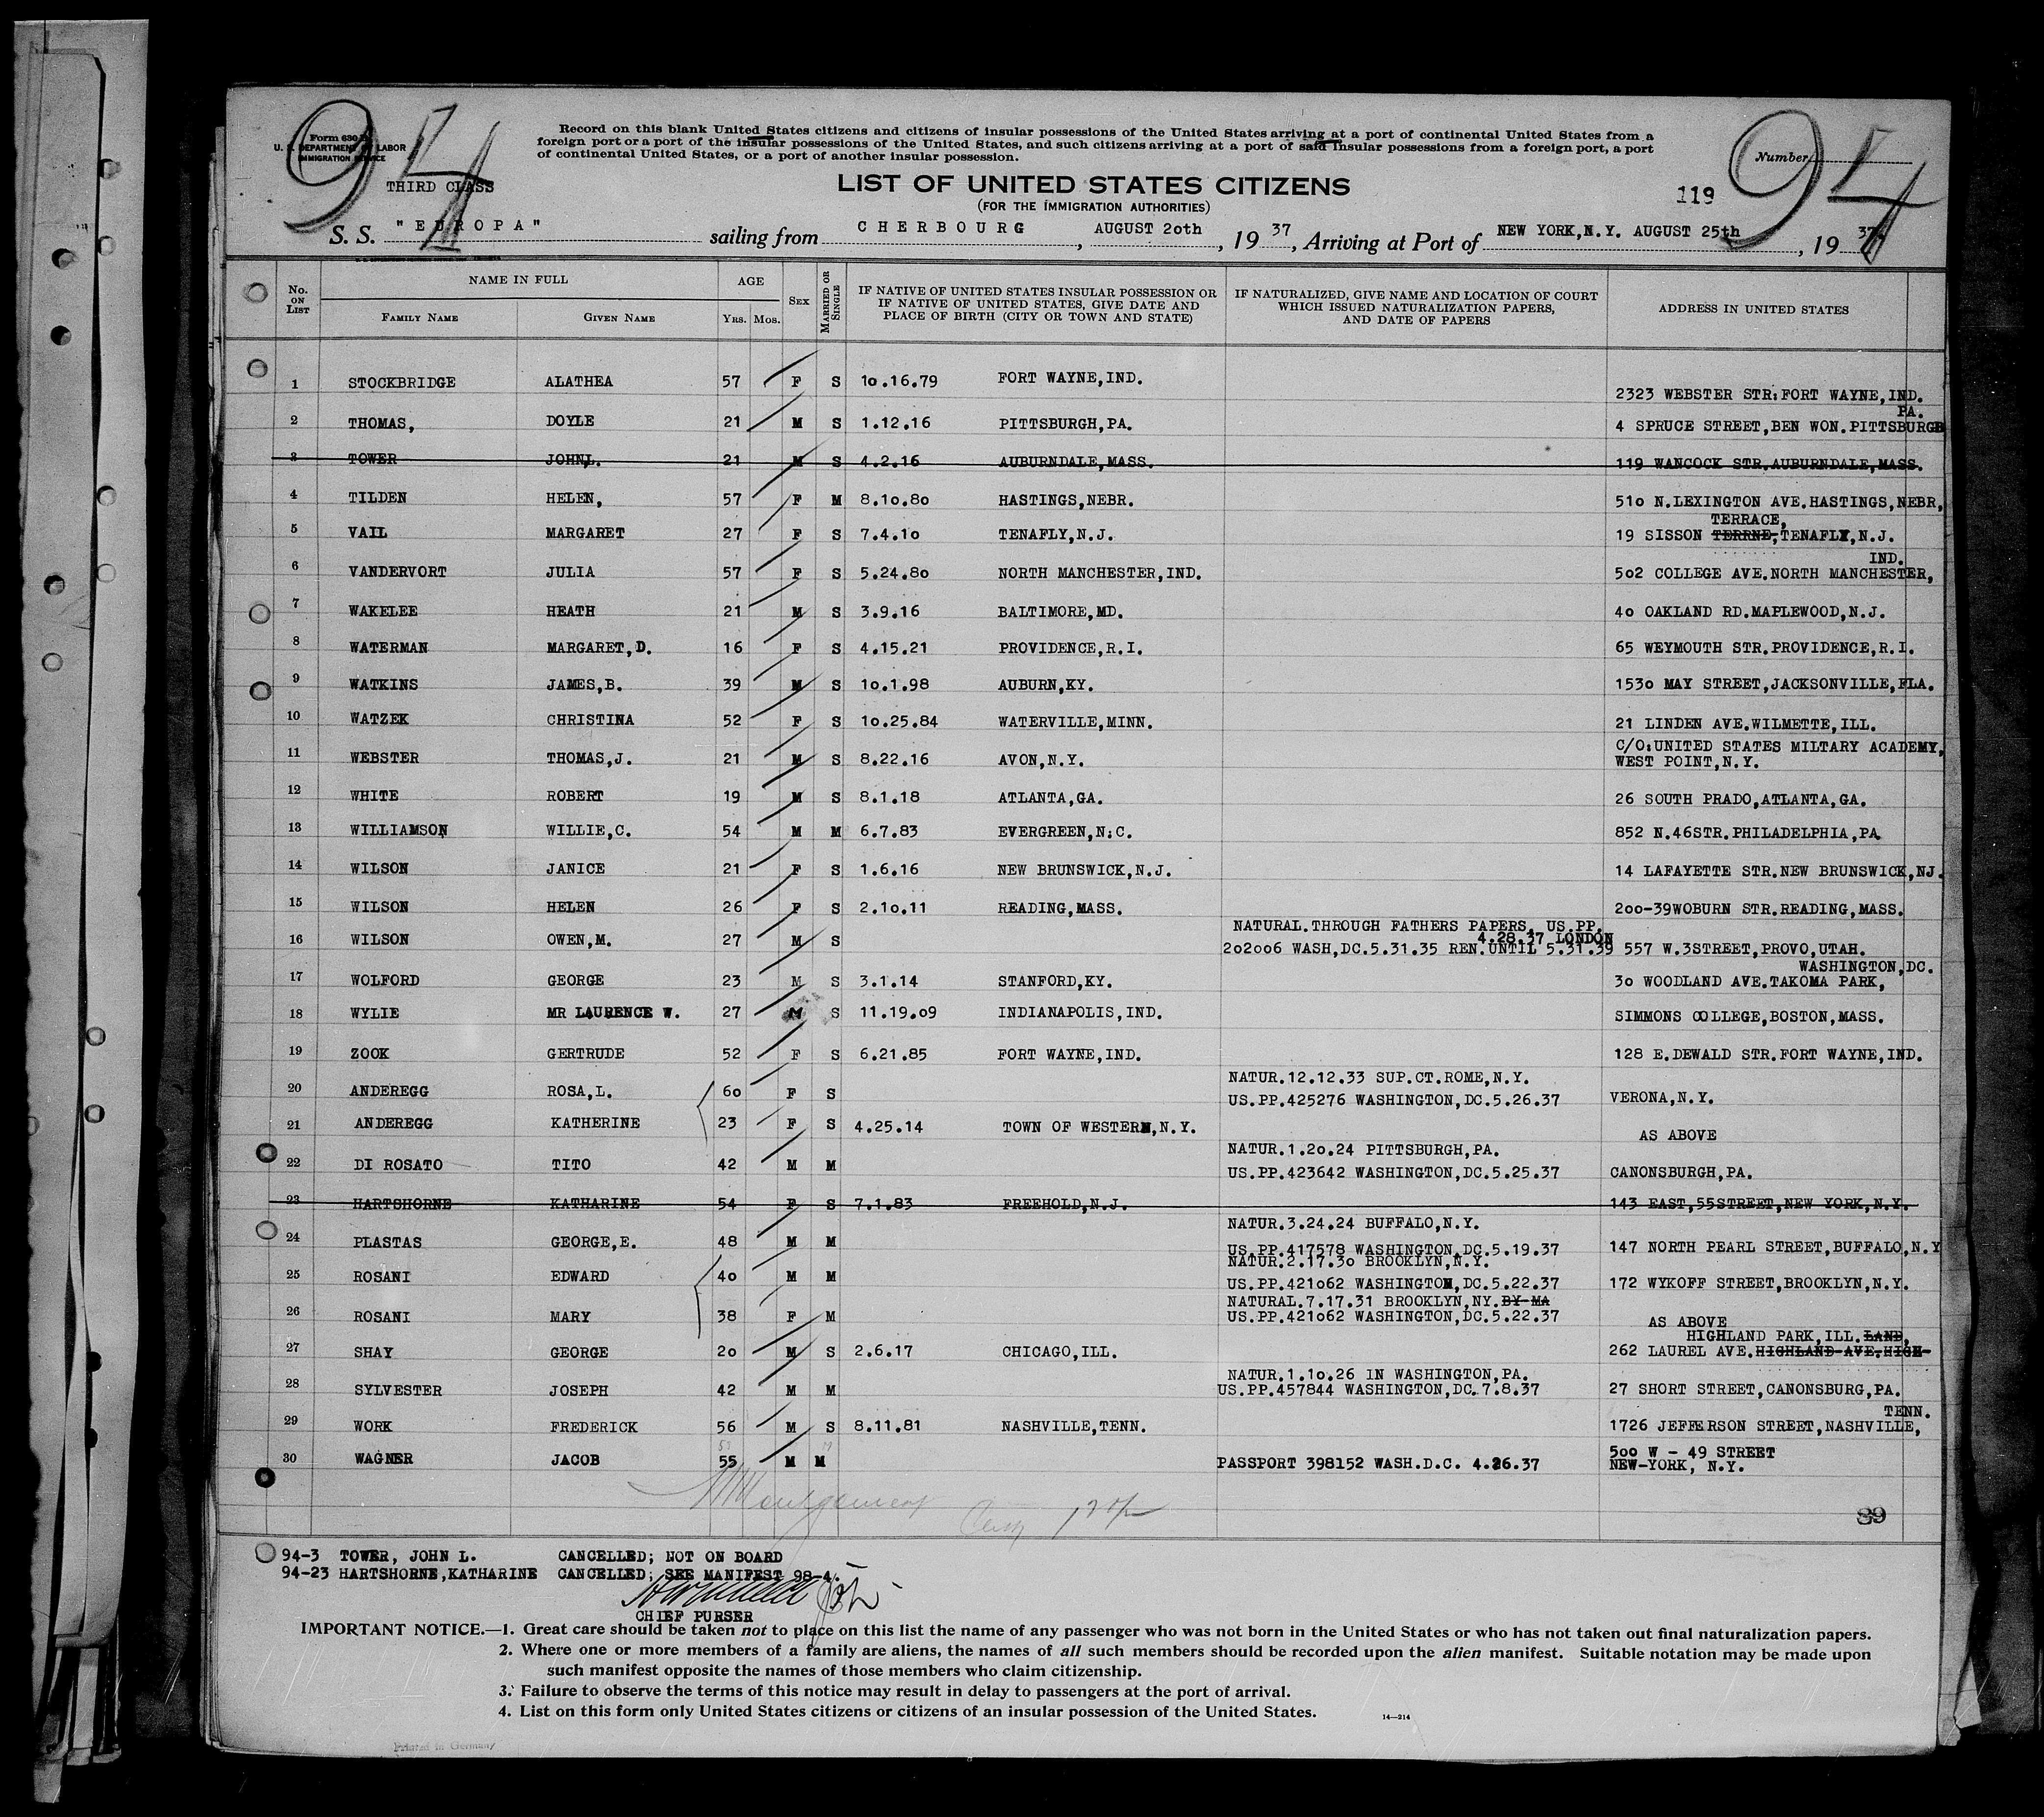 94
94
Form 630
U. S. DEPARTMENT OF LABOR
IMMIGRATION SERVICE
THIRD CLASS
Record on this blank United States citizens and citizens of insular possessions of the United States arriving at a port of continental United States from a
foreign port or a port of the insular possessions of the United States, and such citizens arriving at a port of said insular possessions from a foreign port, a port
of continental United States, or a port of another insular possession.
Number
LIST OF UNITED STATES CITIZENS
(FOR THE IMMIGRATION AUTHORITIES)
119
S. S. "EUROPA" sailing from CHERBOURG, AUGUST 20th, 19 37, Arriving at Port of NEW YORK,N.Y. AUGUST 25th, 19 37
No. ON LIST NAME IN FULL FAMILY NAME GIVEN NAME AGE YRS. MOS. SEX MARRIED OR SINGLE IF NATIVE OF UNITED STATES INSULAR POSSESSION OR IF NATIVE OF UNITED STATES, GIVE DATE AND PLACE OF BIRTH (CITY OR TOWN AND STATE) IF NATURALIZED, GIVE NAME AND LOCATION OF COURT WHICH ISSUED NATURALIZATION PAPERS, AND DATE OF PAPERS ADDRESS IN UNITED STATES
1 STOCKBRIDGE ALATHEA 57 F S 10.16.79 FORT WAYNE,IND.
2323 WEBSTER STR:FORT WAYNE,IND.
PA.
2 THOMAS, DOYLE 21 M S 1.12.16 PITTSBURGH,PA. 4 SPRUCE STREET,BEN WON.PITTSBURGH
3 TOWER JOHN L. 21 M S 4.2.16 AUBURNDALE,MASS. 119 WANCOCK STR.AUBURNDALE,MASS.
4 TILDEN HELEN, 57 F M 8.10.80 HASTINGS,NEBR. 510 N.LEXINGTON AVE.HASTINGS,NEBR,
TERRACE,
5 VAIL MARGARET 27 F S 7.4.10 TENAFLY,N.J. 19 SISSON TERRNE,TENAFLY,N.J.
IND.
6 VANDERVORT JULIA 57 F S 5.24.80 NORTH MANCHESTER,IND. 502 COLLEGE AVE.NORTH MANCHESTER,
7 WAKELEE HEATH 21 M S 3.9.16 BALTIMORE,MD. 40 OAKLAND RD.MAPLEWOOD,N.J.
8 WATERMAN MARGARET,D. 16 F S 4.15.21 PROVIDENCE,R.I. 65 WEYMOUTH STR.PROVIDENCE,R.I.
9 WATKINS JAMES,B. 39 M S 10.1.98 AUBURN,KY. 1530 MAY STREET,JACKSONVILLE,FLA.
10 WATZEK CHRISTINA 52 F S 10.25.84 WATERVILLE,MINN. 21 LINDEN AVE.WILMETTE,ILL.
C/O:UNITED STATES MILTARY ACADEMY,
11 WEBSTER THOMAS,J. 21 M S 8.22.16 AVON,N.Y. WEST POINT,N.Y.
12 WHITE ROBERT 19 M S 8.1.18 ATLANTA,GA. 26 SOUTH PRADO,ATLANTA,GA.
13 WILLIAMSON WILLIE,C. 54 M M 6.7.83 EVERGREEN,N:C. 852 N.46STR.PHILADELPHIA,PA
14 WILSON JANICE 21 F S 1.6.16 NEW BRUNSWICK,N.J. 14 LAFAYETTE STR.NEW BRUNSWICK,NJ.
15 WILSON HELEN 26 F S 2.10.11 READING,MASS. 200-39WOBURN STR.READING,MASS.
NATURAL.THROUGH FATHERS PAPERS, US.PP.
4.28.37 LONDON
16 WILSON OWEN,M. 27 M S 202006 WASH,DC.5.31.35 REN.UNTIL 5.31.39 557 W.3STREET,PROVO,UTAH.
WASHINGTON,DC.
17 WOLFORD GEORGE 23 M S 3.1.14 STANFORD,KY. 30 WOODLAND AVE.TAKOMA PARK,
18 WYLIE MR LAURENCE W. 27 M S 11.19.09 INDIANAPOLIS,IND. SIMMONS COLLEGE,BOSTON,MASS.
19 ZOOK GERTRUDE 52 F S 6.21.85 FORT WAYNE,IND. 128 E.DEWALD STR.FORT WAYNE,IND.
NATUR.12.12.33 SUP.CT.ROME,N.Y.
20 ANDEREGG ROSA,L. 60 F S US.PP.425276 WASHINGTON,DC.5.26.37 VERONA,N.Y.
21 ANDEREGG KATHERINE 23 F S 4.25.14 TOWN OF WESTERN,N.Y. AS ABOVE
NATUR.1.20.24 PITTSBURGH,PA.
22 DI ROSATO TITO 42 M M US.PP.423642 WASHINGTON,DC.5.25.37 CANONSBURGH,PA.
23 HARTSHORNE KATHARINE 54 F S 7.1.83 FREEHOLD,N.J. 143 EAST,55STREET,NEW YORK,N.Y.
NATUR.3.24.24 BUFFALO,N.Y.
24 PLASTAS GEORGE,E. 48 M M US.PP.417578 WASHINGTON,DC.5.19.37 147 NORTH PEARL STREET,BUFFALO,N.Y
NATUR.2.17.30 BROOKLYN,N.Y.
25 ROSANI EDWARD 40 M M US.PP.421062 WASHINGTON,DC.5.22.37 172 WYKOFF STREET,BROOKLYN,N.Y.
NATURAL.7.17.31 BROOKLYN,NY.BY MA
26 ROSANI MARY 38 F M US.PP.421062 WASHINGTON,DC.5.22.37 AS ABOVE
HIGHLAND PARK,ILL.LAND,
27 SHAY GEORGE 20 M S 2.6.17 CHICAGO,ILL. 262 LAUREL AVE.HIGHLAND AVE.HIGH-
NATUR.1.10.26 IN WASHINGTON,PA.
28 SYLVESTER JOSEPH 42 M M US.PP.457844 WASHINGTON,DC.7.8.37 27 SHORT STREET,CANONSBURG,PA.
TENN.
29 WORK FREDERICK 56 M S 8.11.81 NASHVILLE,TENN. 1726 JEFFERSON STREET,NASHVILLE,
500 W - 49 STREET
30 WAGNER JACOB 55 M M PASSPORT 398152 WASH.D.C. 4.26.37 NEW-YORK, N.Y.
Montgomery
89
94-3 TOWER, JOHN L. CANCELLED; NOT ON BOARD
94-23 HARTSHORNE,KATHARINE CANCELLED; SEE MANIFEST 98-4.
CHIEF PURSER
IMPORTANT NOTICE.—1. Great care should be taken not to place on this list the name of any passenger who was not born in the United States or who has not taken out final naturalization papers.
2. Where one or more members of a family are aliens, the names of all such members should be recorded upon the alien manifest. Suitable notation may be made upon
such manifest opposite the names of those members who claim citizenship.
3. Failure to observe the terms of this notice may result in delay to passengers at the port of arrival.
4. List on this form only United States citizens or citizens of an insular possession of the United States.
14—214
Printed in Germany